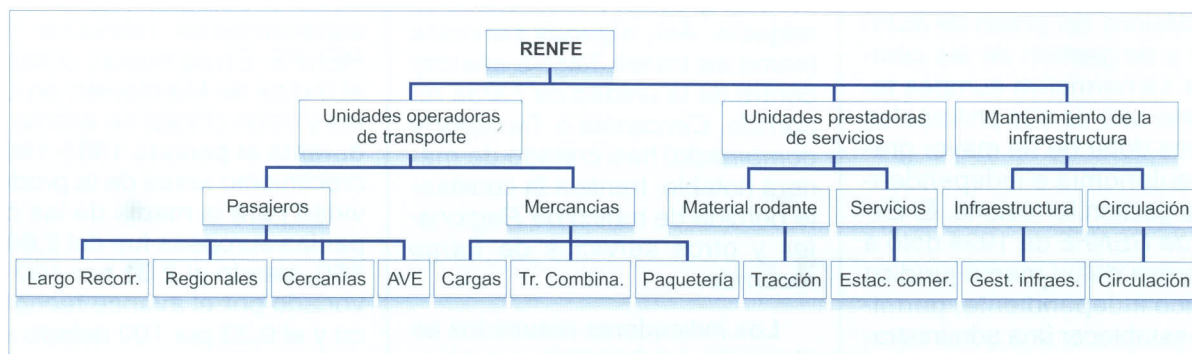 RENFE
Unidades operadoras
de transporte
Unidades prestadoras
de servicios
Mantenimiento de la
infraestructura
Pasajeros
Mercancias
Material rodante
Servicios
Infraestructura
Circulación
Largo Recorr.
Regionales
Cercanías
AVE
Cargas
Tr. Combina.
Paquetería
Tracción
Estac. comer.
Gest. infraes.
Circulación